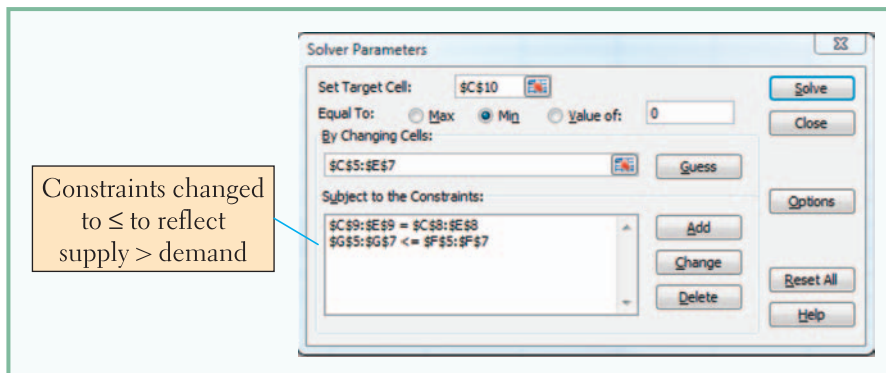 Solver Parameters
Set Target Cell: $C$10
Solve
Equal To: Max Min Value of: 0
Close
By Changing Cells:
$C$5:$E$7
Guess
Subject to the Constraints:
Options
$C$9:$E$9 = $C$8:$E$8
$G$5:$G$7 <= $F$5:$F$7
Add
Change
Delete
Reset All
Help
Constraints changed
to ≤ to reflect
supply > demand